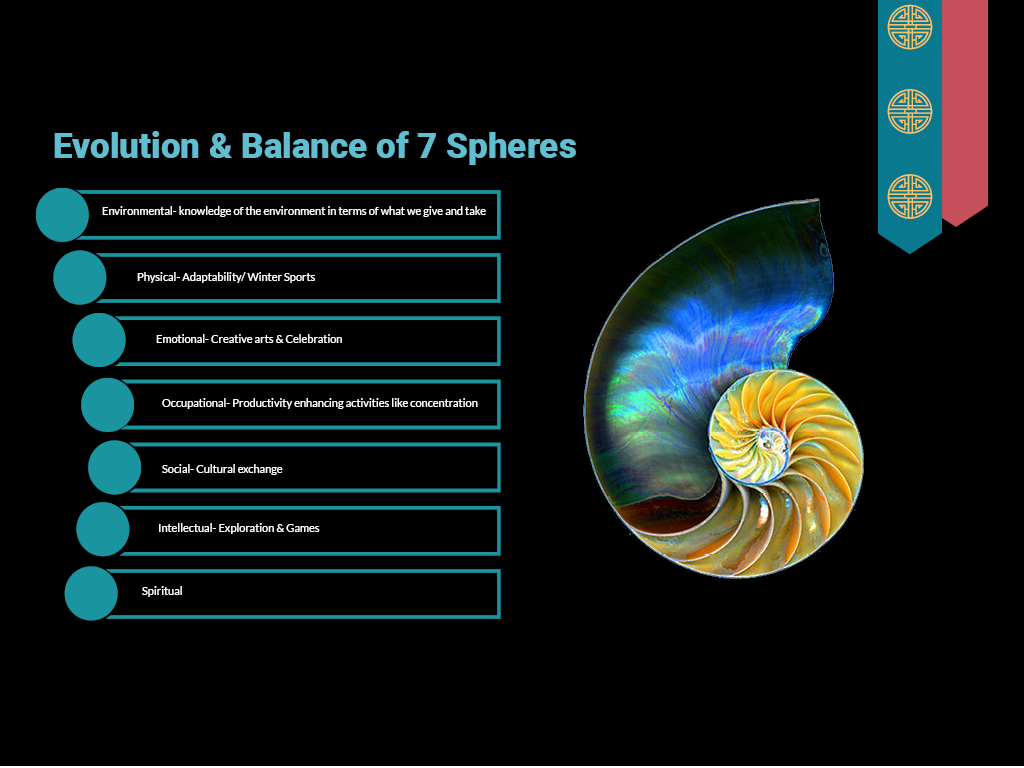 Evolution & Balance of 7 Spheres
Environmental- knowledge of the environment in terms of what we give and take
Physical- Adaptability/ Winter Sports
Emotional- Creative arts & Celebration
Occupational- Productivity enhancing activities like concentration
Social- Cultural exchange
Intellectual- Exploration & Games
Spiritual